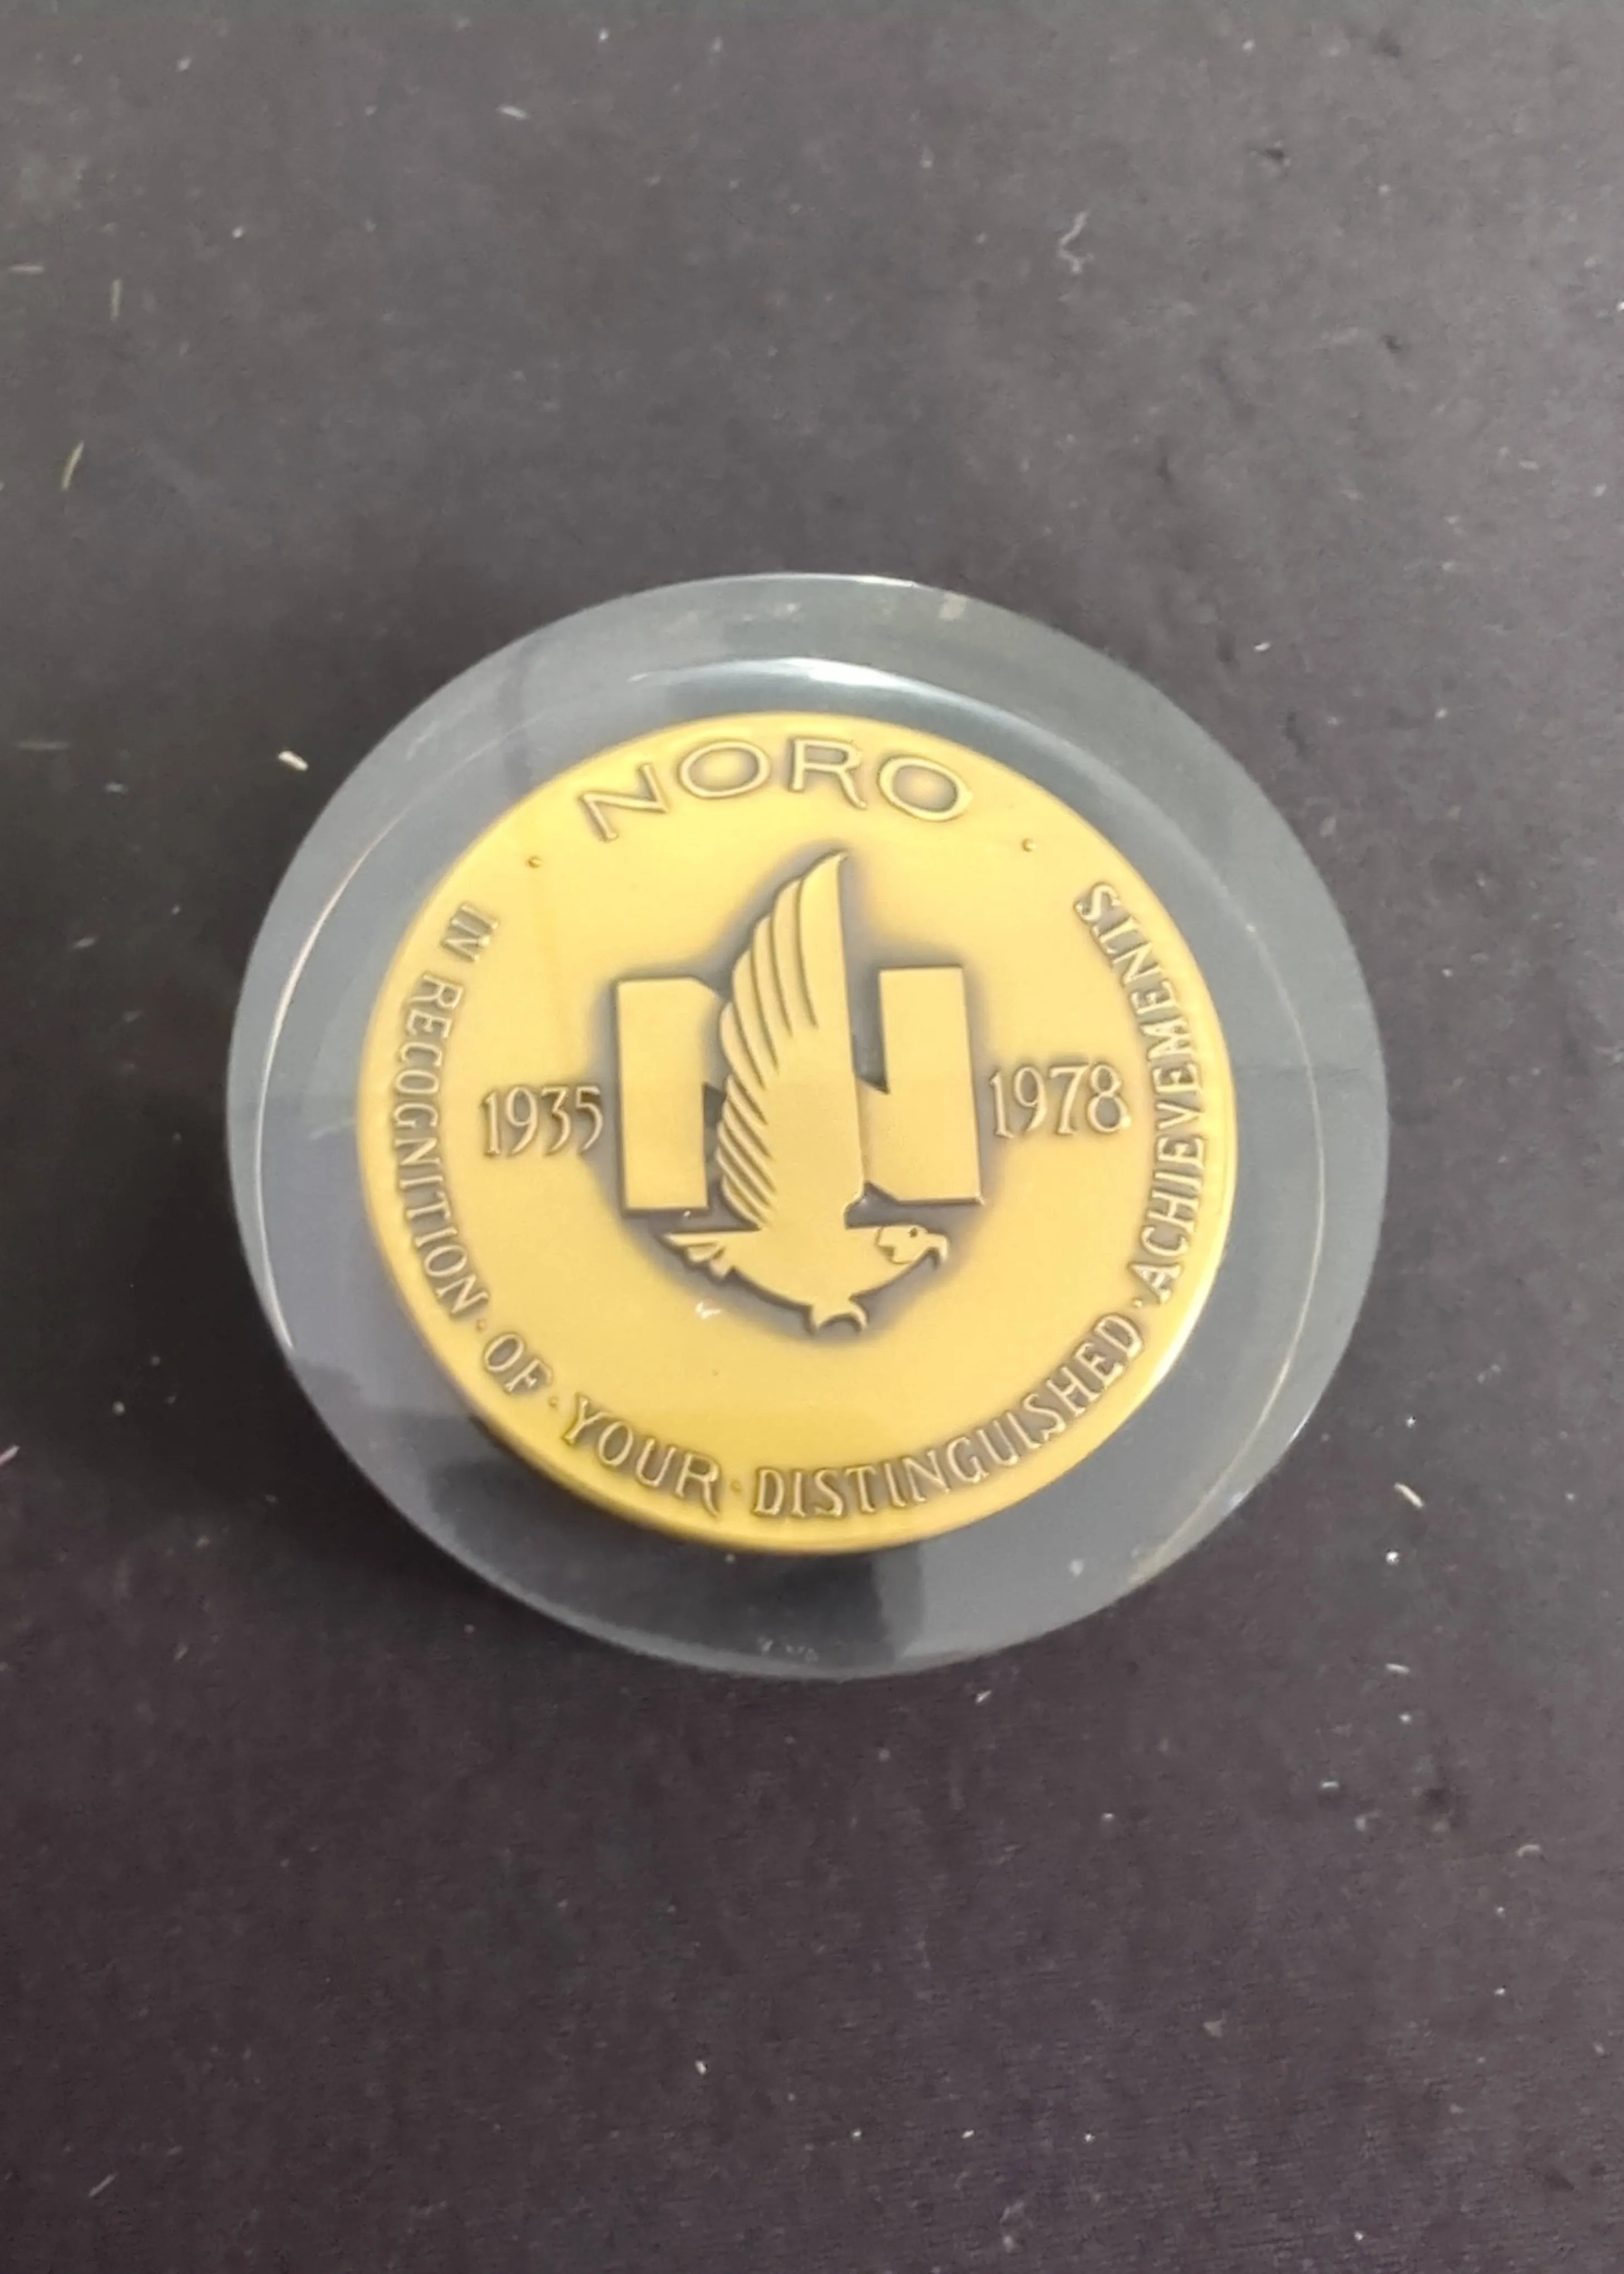 NORO
1935 N 1978
IN RECOGNITION · OF · YOUR · DISTINGUISHED · ACHIEVEMENTS